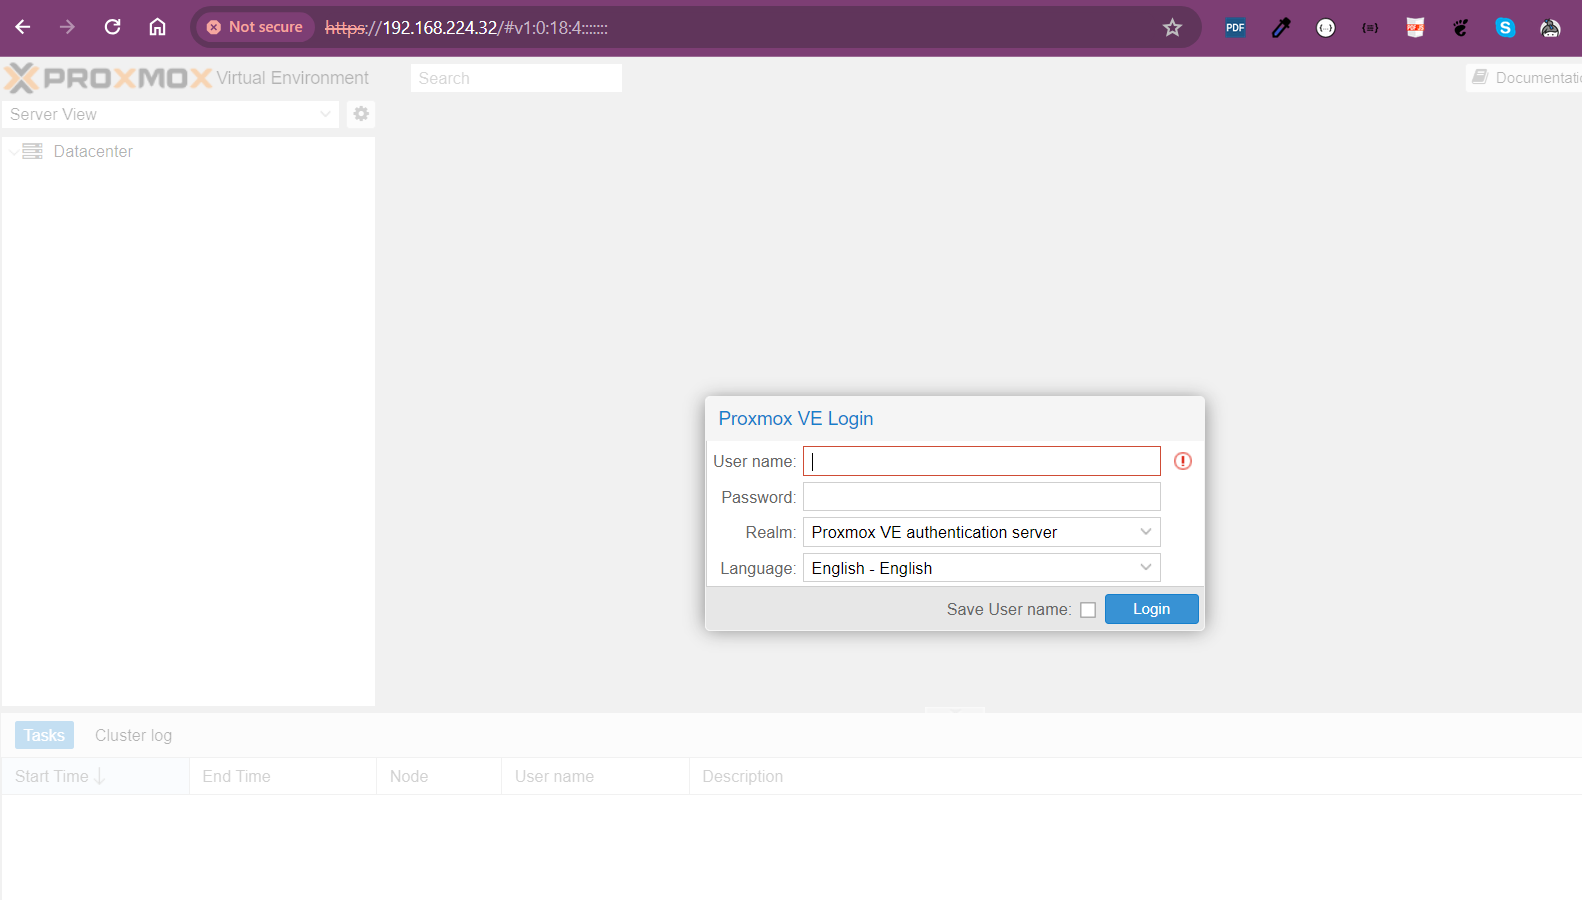 Not secure https://192.168.224.32/#v1:0:18:4:::::::
PDF
S
PROXMOX Virtual Environment Search Documentati
Server View
Datacenter
Proxmox VE Login
User name:
Password:
Realm: Proxmox VE authentication server
Language: English - English
Save User name: Login
Tasks Cluster log
Start Time End Time Node User name Description